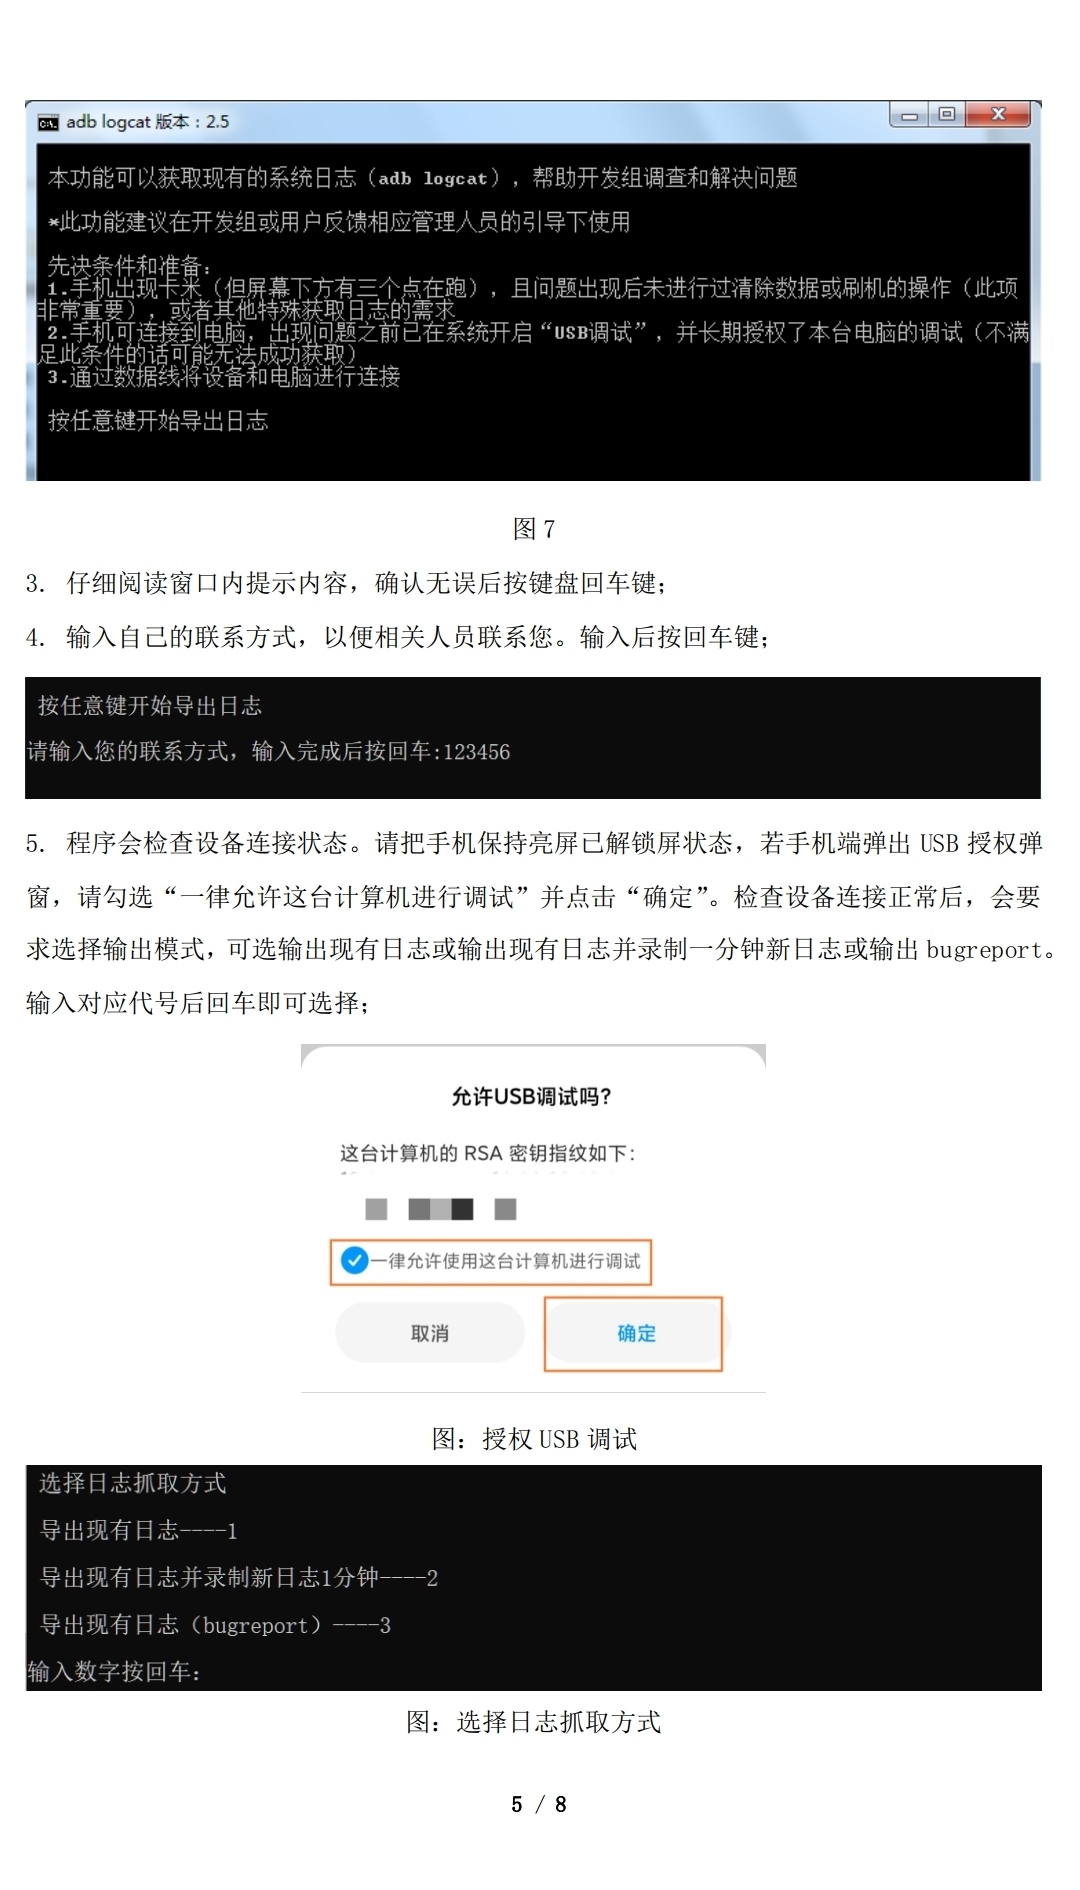 adb logcat 版本：2.5
本功能可以获取现有的系统日志（adb logcat），帮助开发组调查和解决问题
*此功能建议在开发组或用户反馈相应管理人员的引导下使用
先决条件和准备：
1.手机出现卡米（但屏幕下方有三个点在跑），且问题出现后未进行过清除数据或刷机的操作（此项
非常重要），或者其他特殊获取日志的需求
2.手机可连接到电脑，出现问题之前已在系统开启“USB调试”，并长期授权了本台电脑的调试（不满
足此条件的话可能无法成功获取）
3.通过数据线将设备和电脑进行连接
按任意键开始导出日志
图 7
3. 仔细阅读窗口内提示内容，确认无误后按键盘回车键；
4. 输入自己的联系方式，以便相关人员联系您。输入后按回车键；
按任意键开始导出日志
请输入您的联系方式，输入完成后按回车:123456
5. 程序会检查设备连接状态。请把手机保持亮屏已解锁屏状态，若手机端弹出 USB 授权弹
窗，请勾选“一律允许这台计算机进行调试”并点击“确定”。检查设备连接正常后，会要
求选择输出模式，可选输出现有日志或输出现有日志并录制一分钟新日志或输出 bugreport。
输入对应代号后回车即可选择；
允许USB调试吗？
这台计算机的 RSA 密钥指纹如下：
一律允许使用这台计算机进行调试
取消 确定
图：授权 USB 调试
选择日志抓取方式
导出现有日志----1
导出现有日志并录制新日志1分钟----2
导出现有日志（bugreport）----3
输入数字按回车：
图：选择日志抓取方式
5 / 8